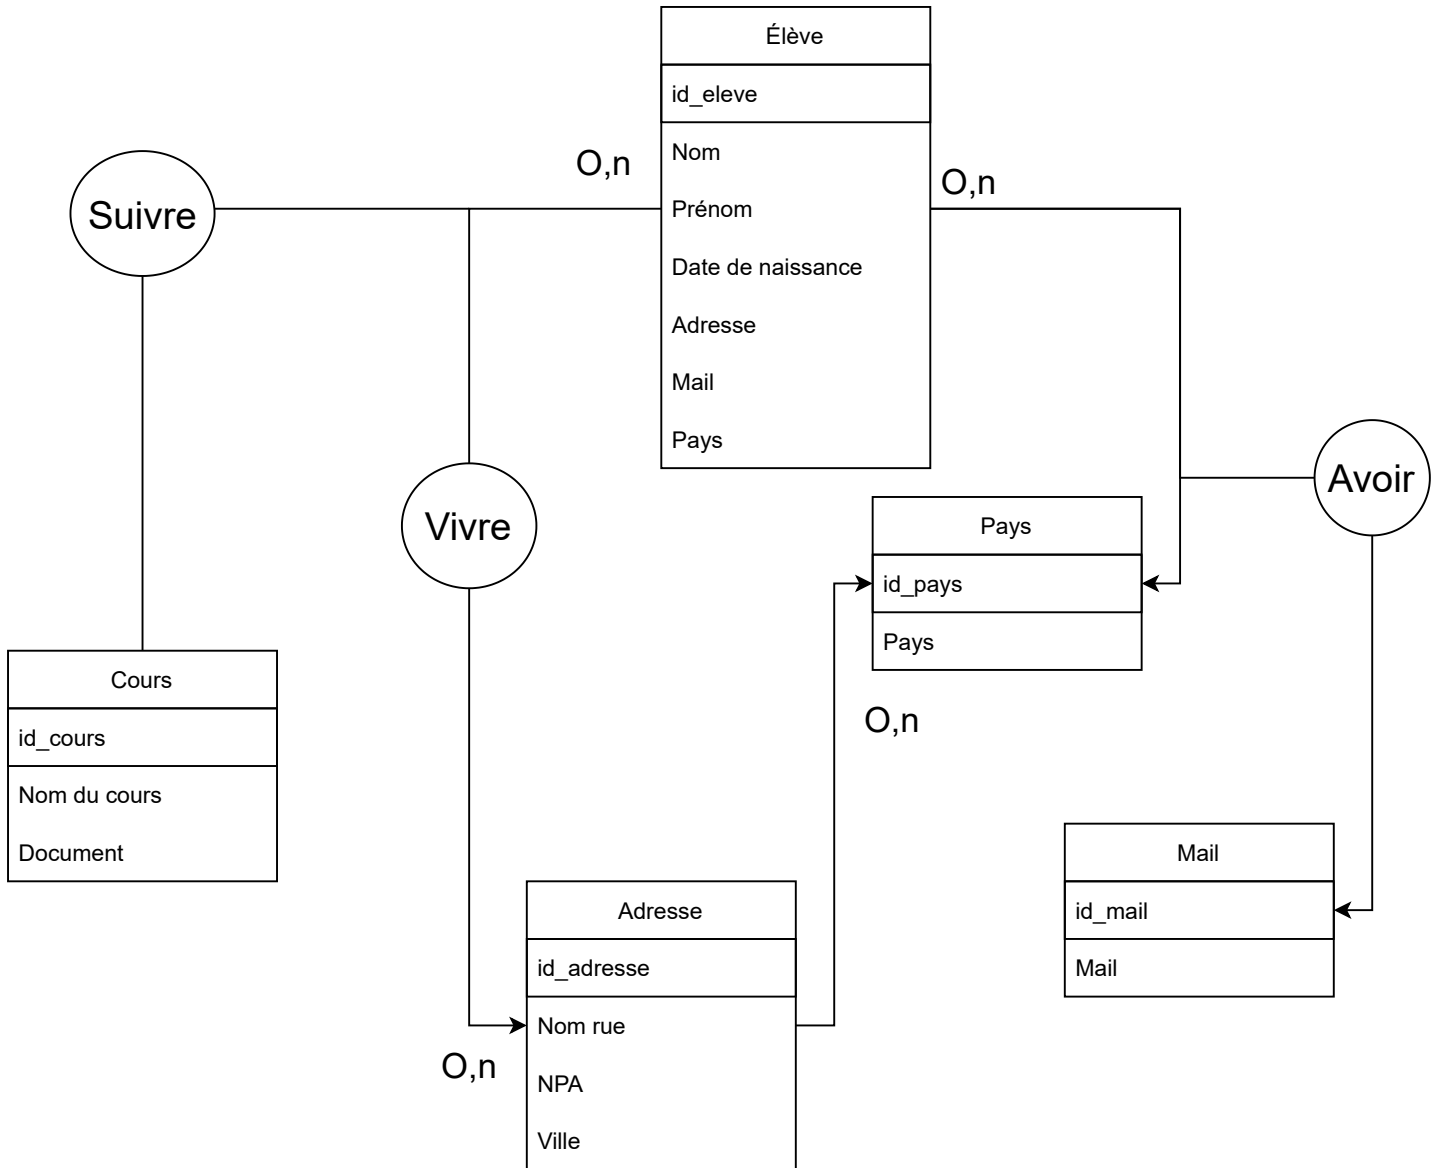 Élève
id_eleve
Nom
Prénom
Date de naissance
Adresse
Mail
Pays
O,n
O,n
Suivre
Vivre
Avoir
Pays
id_pays
Pays
O,n
Cours
id_cours
Nom du cours
Document
Mail
id_mail
Mail
Adresse
id_adresse
Nom rue
NPA
Ville
O,n